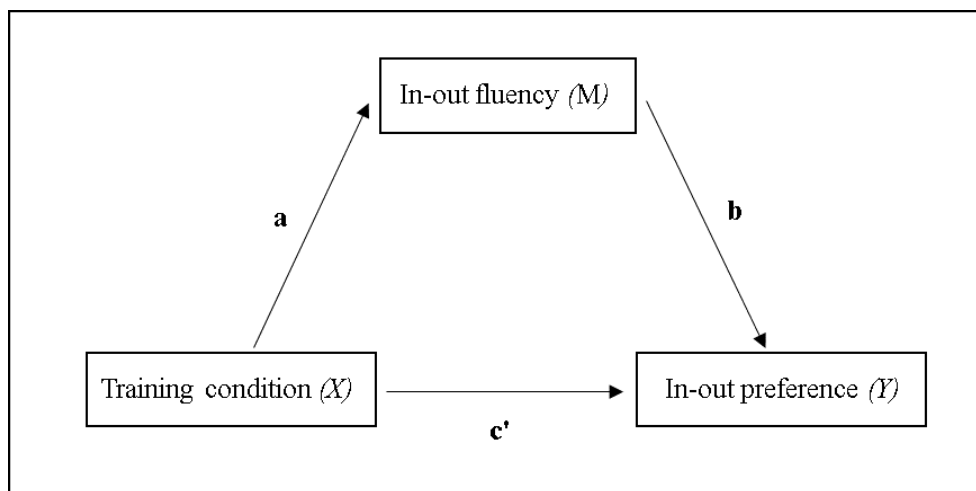 In-out fluency (M)
a
b
Training condition (X)
In-out preference (Y)
c'